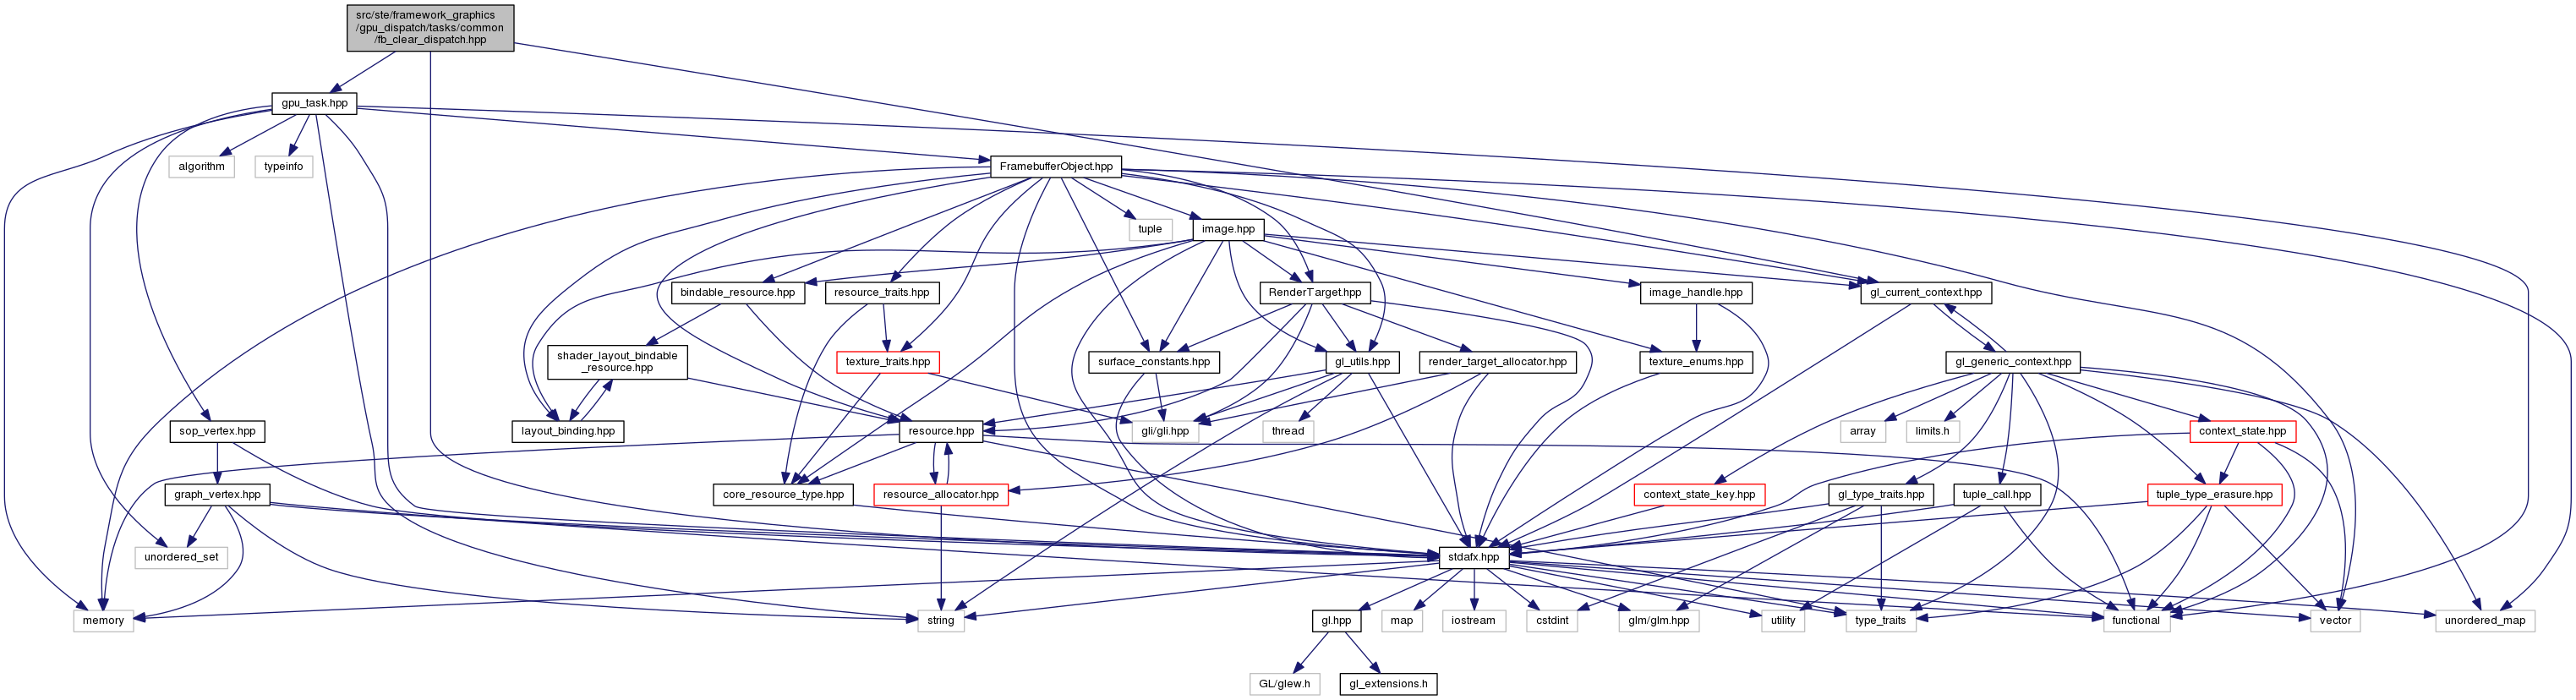 src/ste/framework_graphics
/gpu_dispatch/tasks/common
/fb_clear_dispatch.hpp
gpu_task.hpp
algorithm
typeinfo
FramebufferObject.hpp
tuple
image.hpp
bindable_resource.hpp
resource_traits.hpp
RenderTarget.hpp
image_handle.hpp
gl_current_context.hpp
shader_layout_bindable
_resource.hpp
texture_traits.hpp
surface_constants.hpp
gl_utils.hpp
render_target_allocator.hpp
texture_enums.hpp
gl_generic_context.hpp
sop_vertex.hpp
layout_binding.hpp
resource.hpp
gli/gli.hpp
thread
array
limits.h
context_state.hpp
graph_vertex.hpp
core_resource_type.hpp
resource_allocator.hpp
context_state_key.hpp
gl_type_traits.hpp
tuple_call.hpp
tuple_type_erasure.hpp
unordered_set
stdafx.hpp
memory
string
gl.hpp
map
iostream
cstdint
glm/glm.hpp
utility
type_traits
functional
vector
unordered_map
GL/glew.h
gl_extensions.h